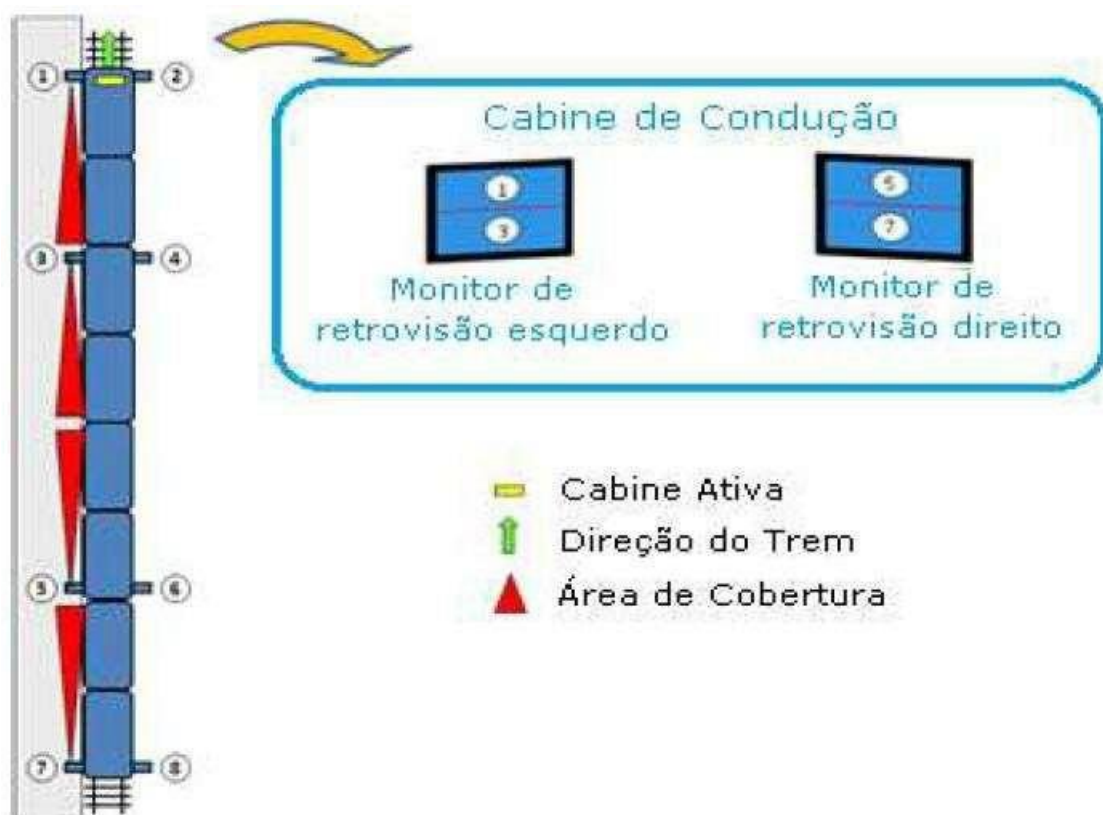 1 2
3 4
5 6
7 8
Cabine de Condução
1
3
5
7
Monitor de
retrovisão esquerdo
Monitor de
retrovisão direito
Cabine Ativa
Direção do Trem
Área de Cobertura